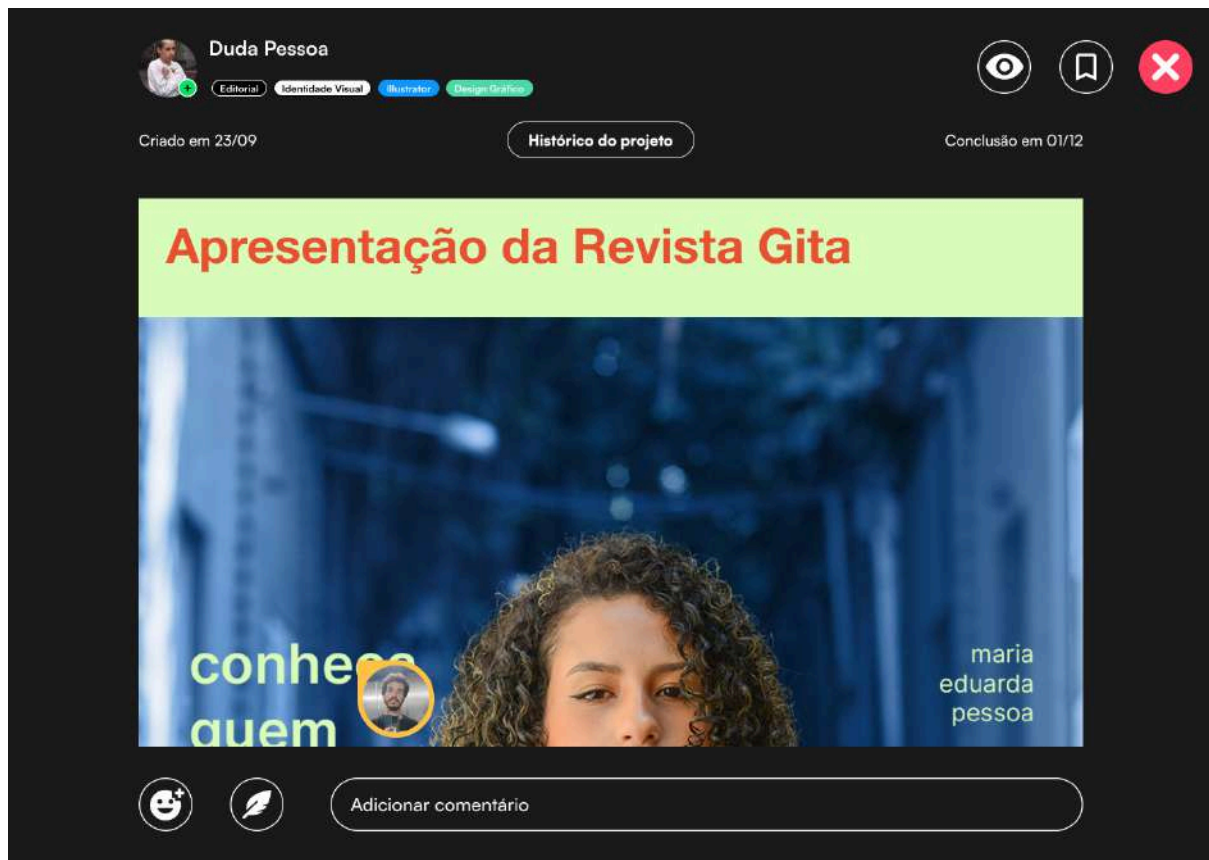 Duda Pessoa
Editorial Identidade Visual Illustrator Design Gráfico
Criado em 23/09
Histórico do projeto
Conclusão em 01/12
Apresentação da Revista Gita
conheça
quem
maria
eduarda
pessoa
Adicionar comentário